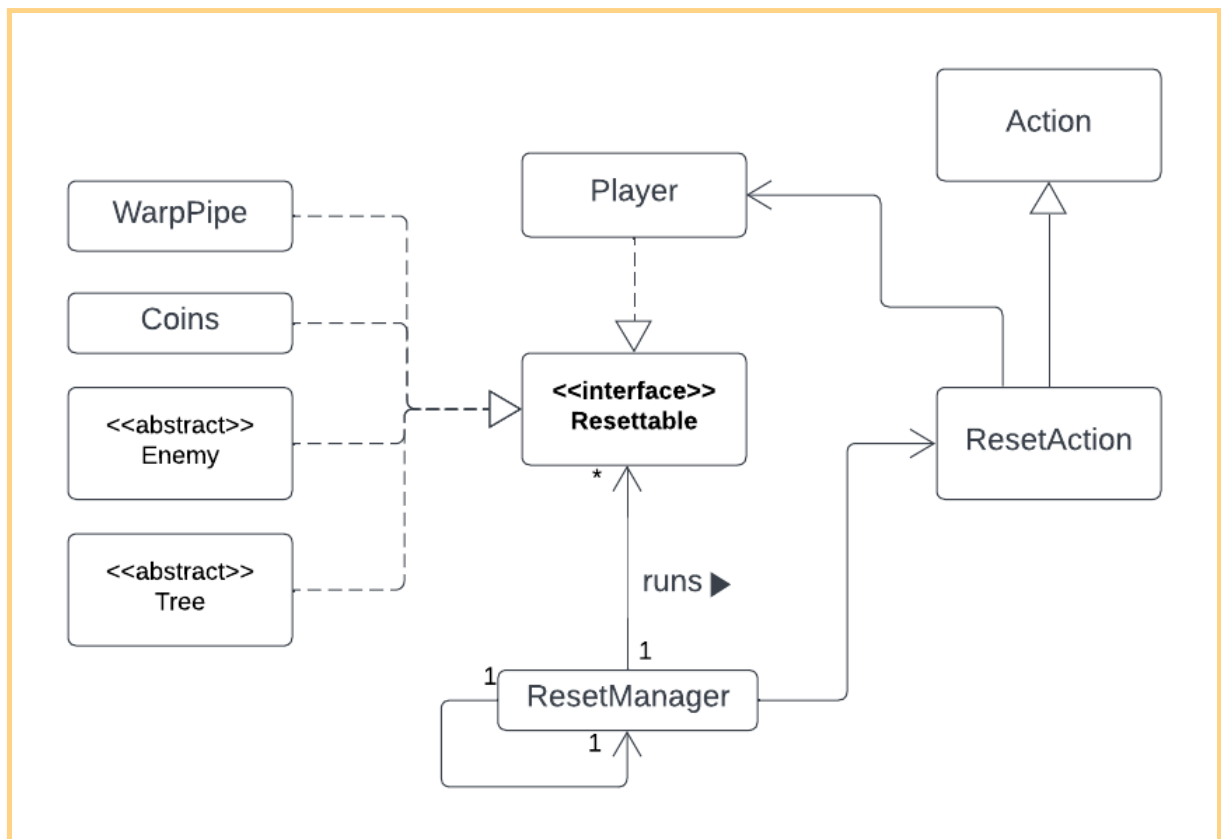 Action
Player
WarpPipe
Coins
<<interface>>
Resettable
<<abstract>>
Enemy
ResetAction
*
<<abstract>>
Tree
runs ▶
1
1
ResetManager
1